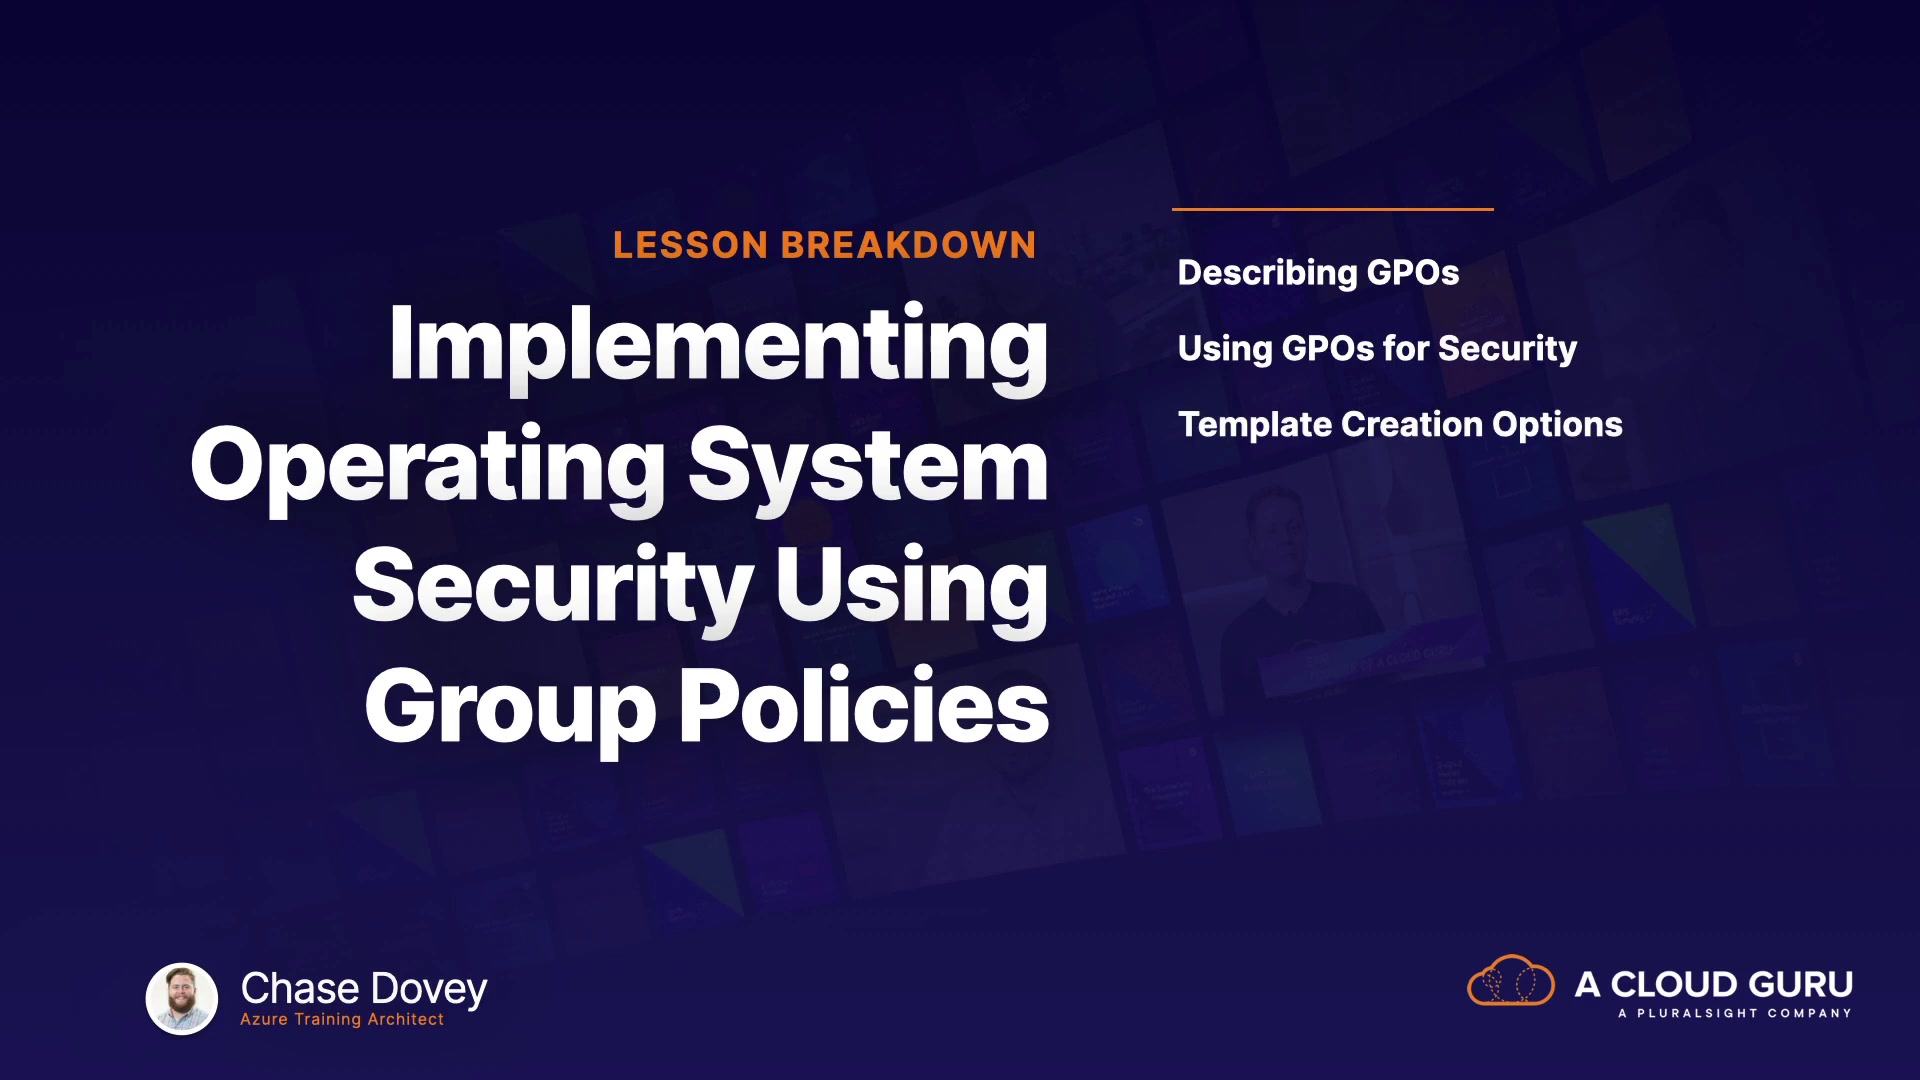 LESSON BREAKDOWN
Implementing
Operating System
Security Using
Group Policies
Describing GPOs
Using GPOs for Security
Template Creation Options
Chase Dovey
Azure Training Architect
A CLOUD GURU
A PLURALSIGHT COMPANY